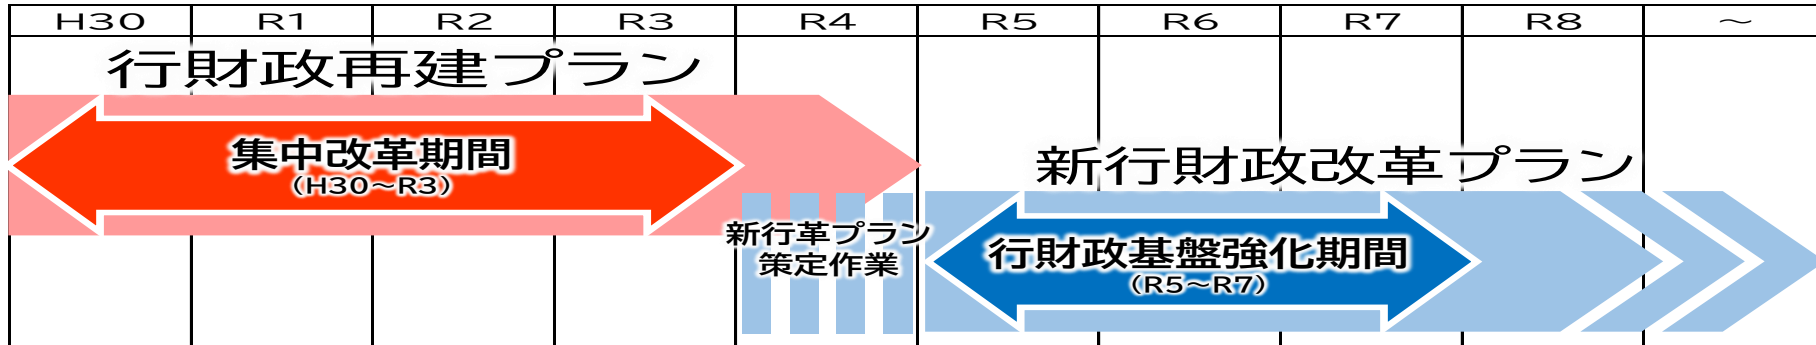 H30 R1 R2 R3 R4 R5 R6 R7 R8 ～
行財政再建プラン
集中改革期間
（H30～R3）
新行財政改革プラン
新行革プラン
策定作業
行財政基盤強化期間
（R5～R7）